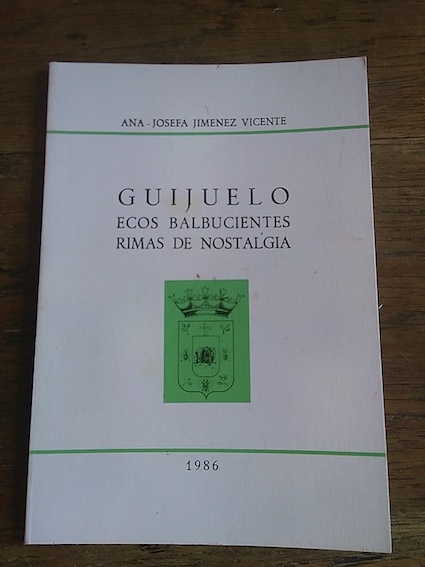 ANA-JOSEFA JIMENEZ VICENTE
GUIJUELO
ECOS BALBUCIENTES
RIMAS DE NOSTALGIA
1986